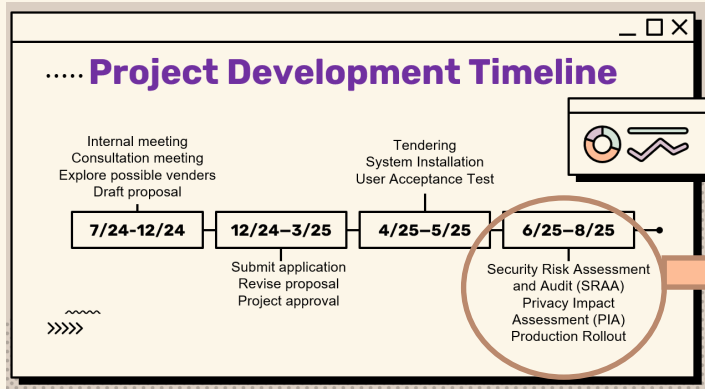 Project Development Timeline
Internal meeting
Consultation meeting
Explore possible venders
Draft proposal
7/24-12/24
12/24–3/25
Submit application
Revise proposal
Project approval
Tendering
System Installation
User Acceptance Test
4/25–5/25
6/25–8/25
Security Risk Assessment
and Audit (SRAA)
Privacy Impact
Assessment (PIA)
Production Rollout